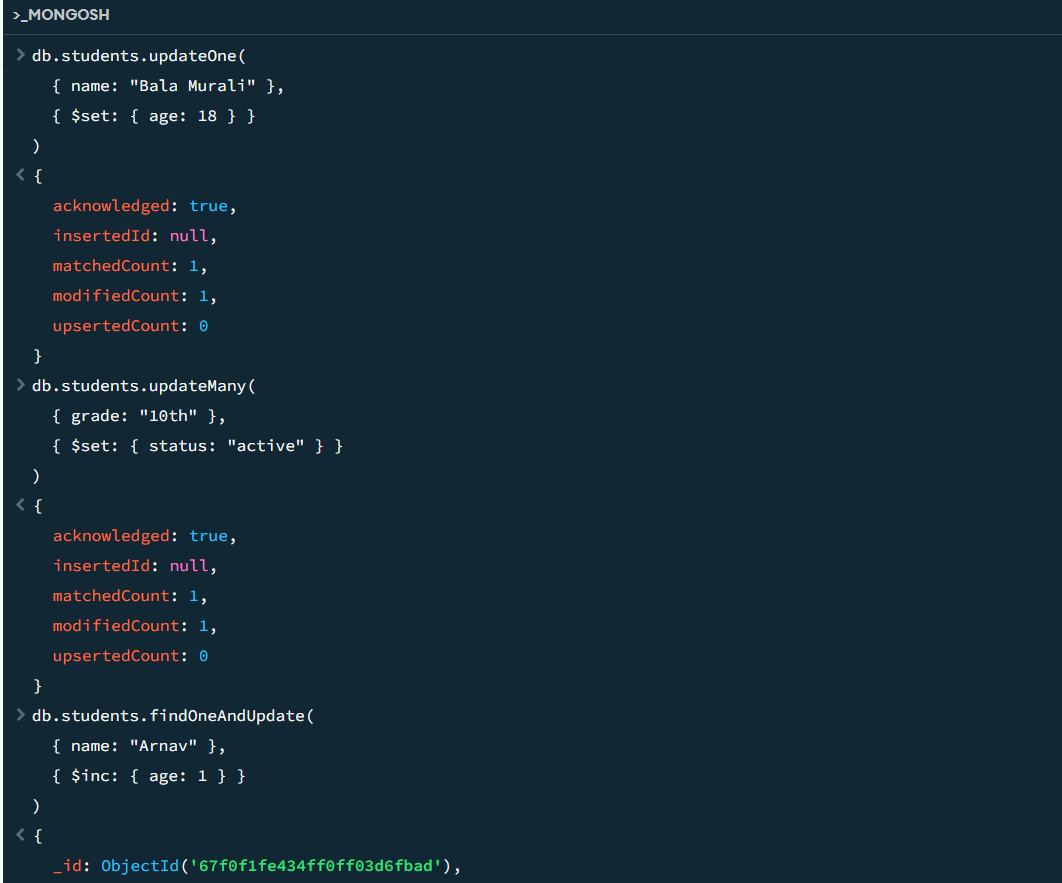 >_MONGOSH
> db.students.updateOne(
{ name: "Bala Murali" },
{ $set: { age: 18 } }
)
< {
acknowledged: true,
insertedId: null,
matchedCount: 1,
modifiedCount: 1,
upsertedCount: 0
}
> db.students.updateMany(
{ grade: "10th" },
{ $set: { status: "active" } }
)
< {
acknowledged: true,
insertedId: null,
matchedCount: 1,
modifiedCount: 1,
upsertedCount: 0
}
> db.students.findOneAndUpdate(
{ name: "Arnav" },
{ $inc: { age: 1 } }
)
< {
_id: ObjectId('67f0f1fe434ff0ff03d6fbad'),